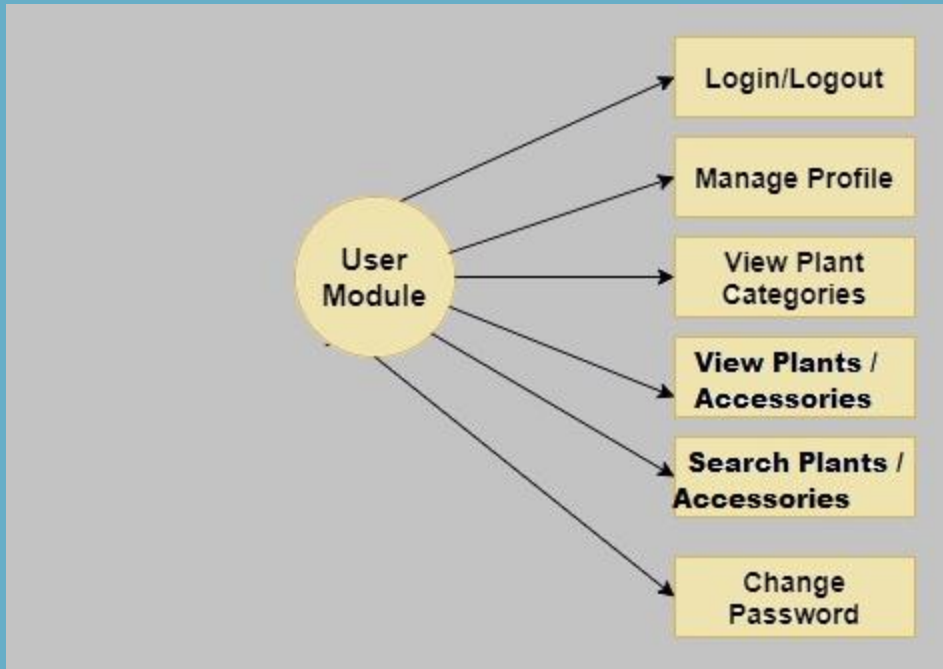 User
Module
Login/Logout
Manage Profile
View Plant
Categories
View Plants /
Accessories
Search Plants /
Accessories
Change
Password